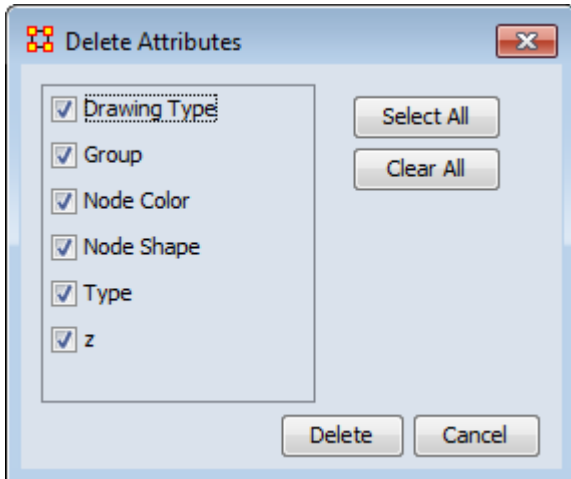 Delete Attributes
Drawing Type
Group
Node Color
Node Shape
Type
z
Select All
Clear All
Delete
Cancel